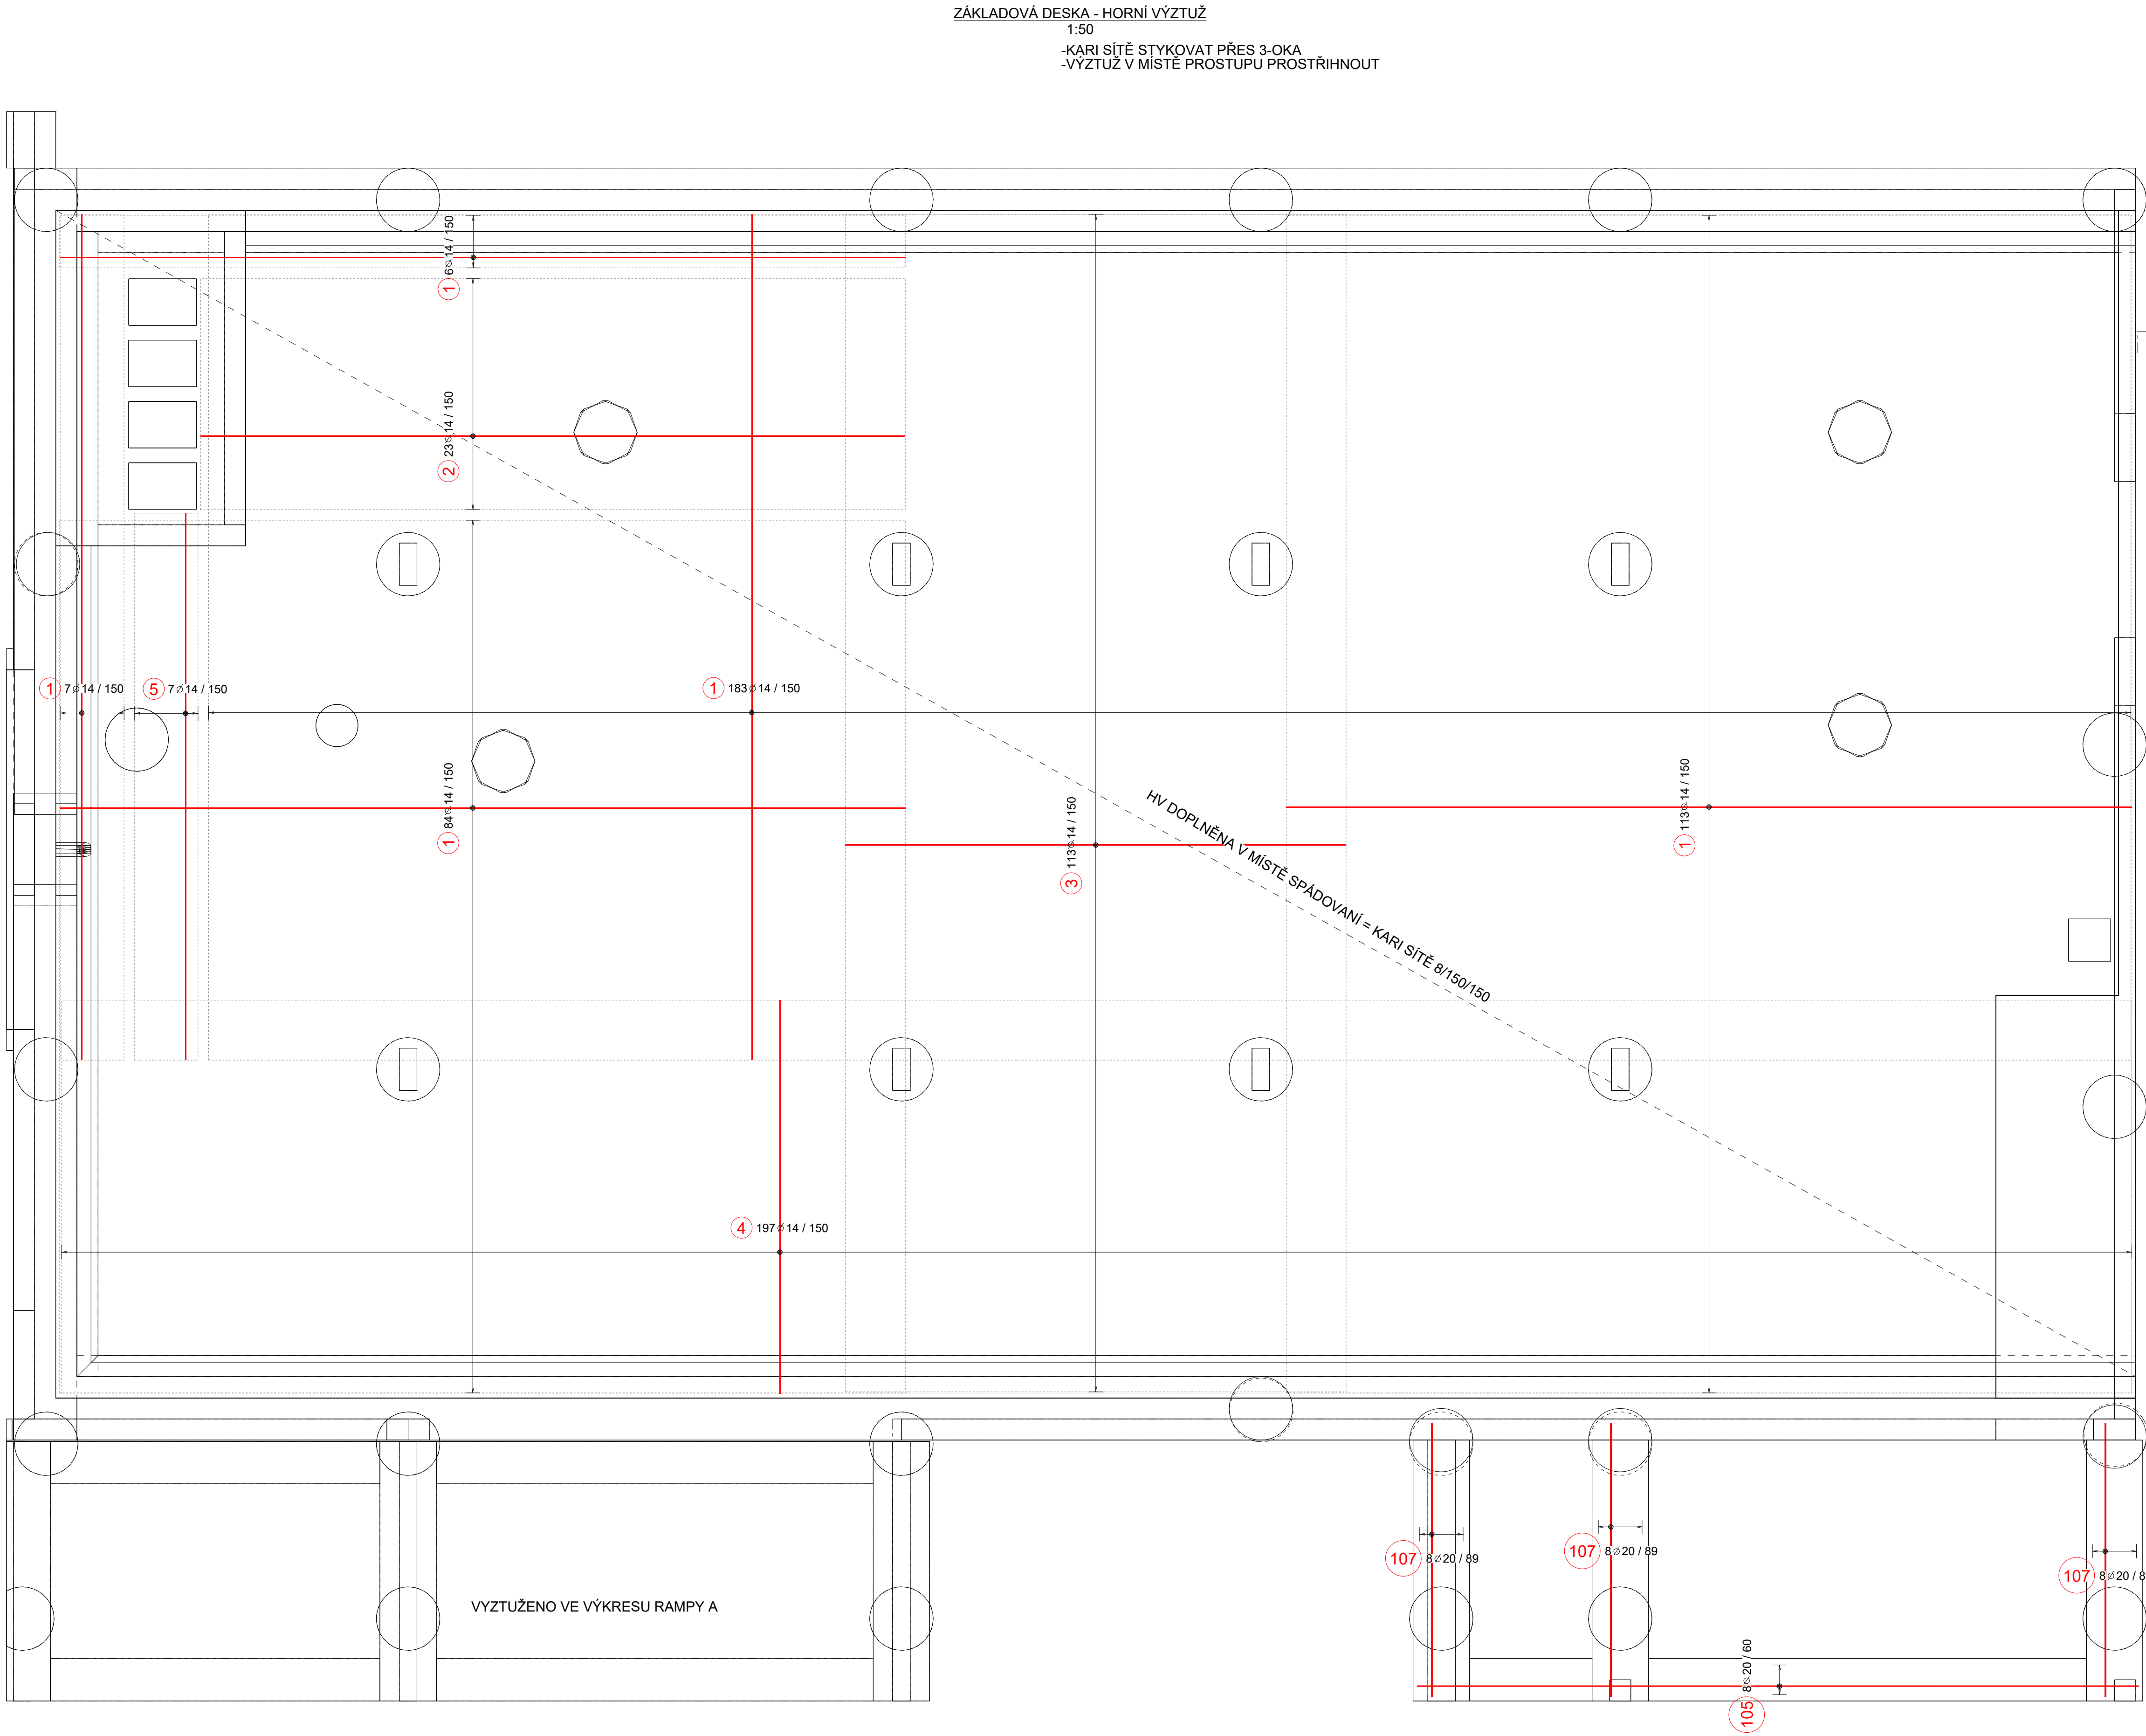 ZÁKLADOVÁ DESKA - HORNÍ VÝZTUŽ
1:50
-KARI SÍTĚ STYKOVAT PŘES 3-OKA
-VÝZTUŽ V MÍSTĚ PROSTUPU PROSTŘIHNOUT
1 6⌀14 / 150
2 23⌀14 / 150
1 7⌀14 / 150
5 7⌀14 / 150
1 183⌀14 / 150
1 84⌀14 / 150
3 113⌀14 / 150
1 113⌀14 / 150
HV DOPLNĚNA V MÍSTĚ SPÁDOVANÍ = KARI SÍTĚ 8/150/150
4 197⌀14 / 150
107 8⌀20 / 89
107 8⌀20 / 89
107 8⌀20 / 8
VYZTUŽENO VE VÝKRESU RAMPY A
105 8⌀20 / 60